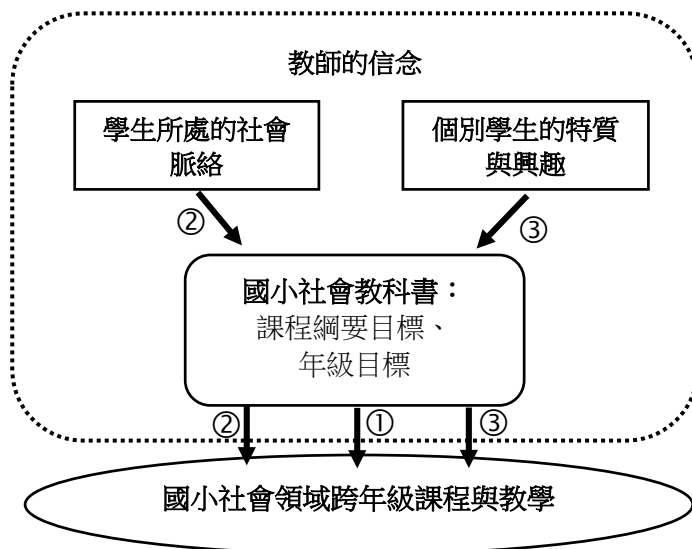 教師的信念
學生所處的社會
脈絡
個別學生的特質
與興趣
②
③
國小社會教科書：
課程綱要目標、
年級目標
②
①
③
國小社會領域跨年級課程與教學